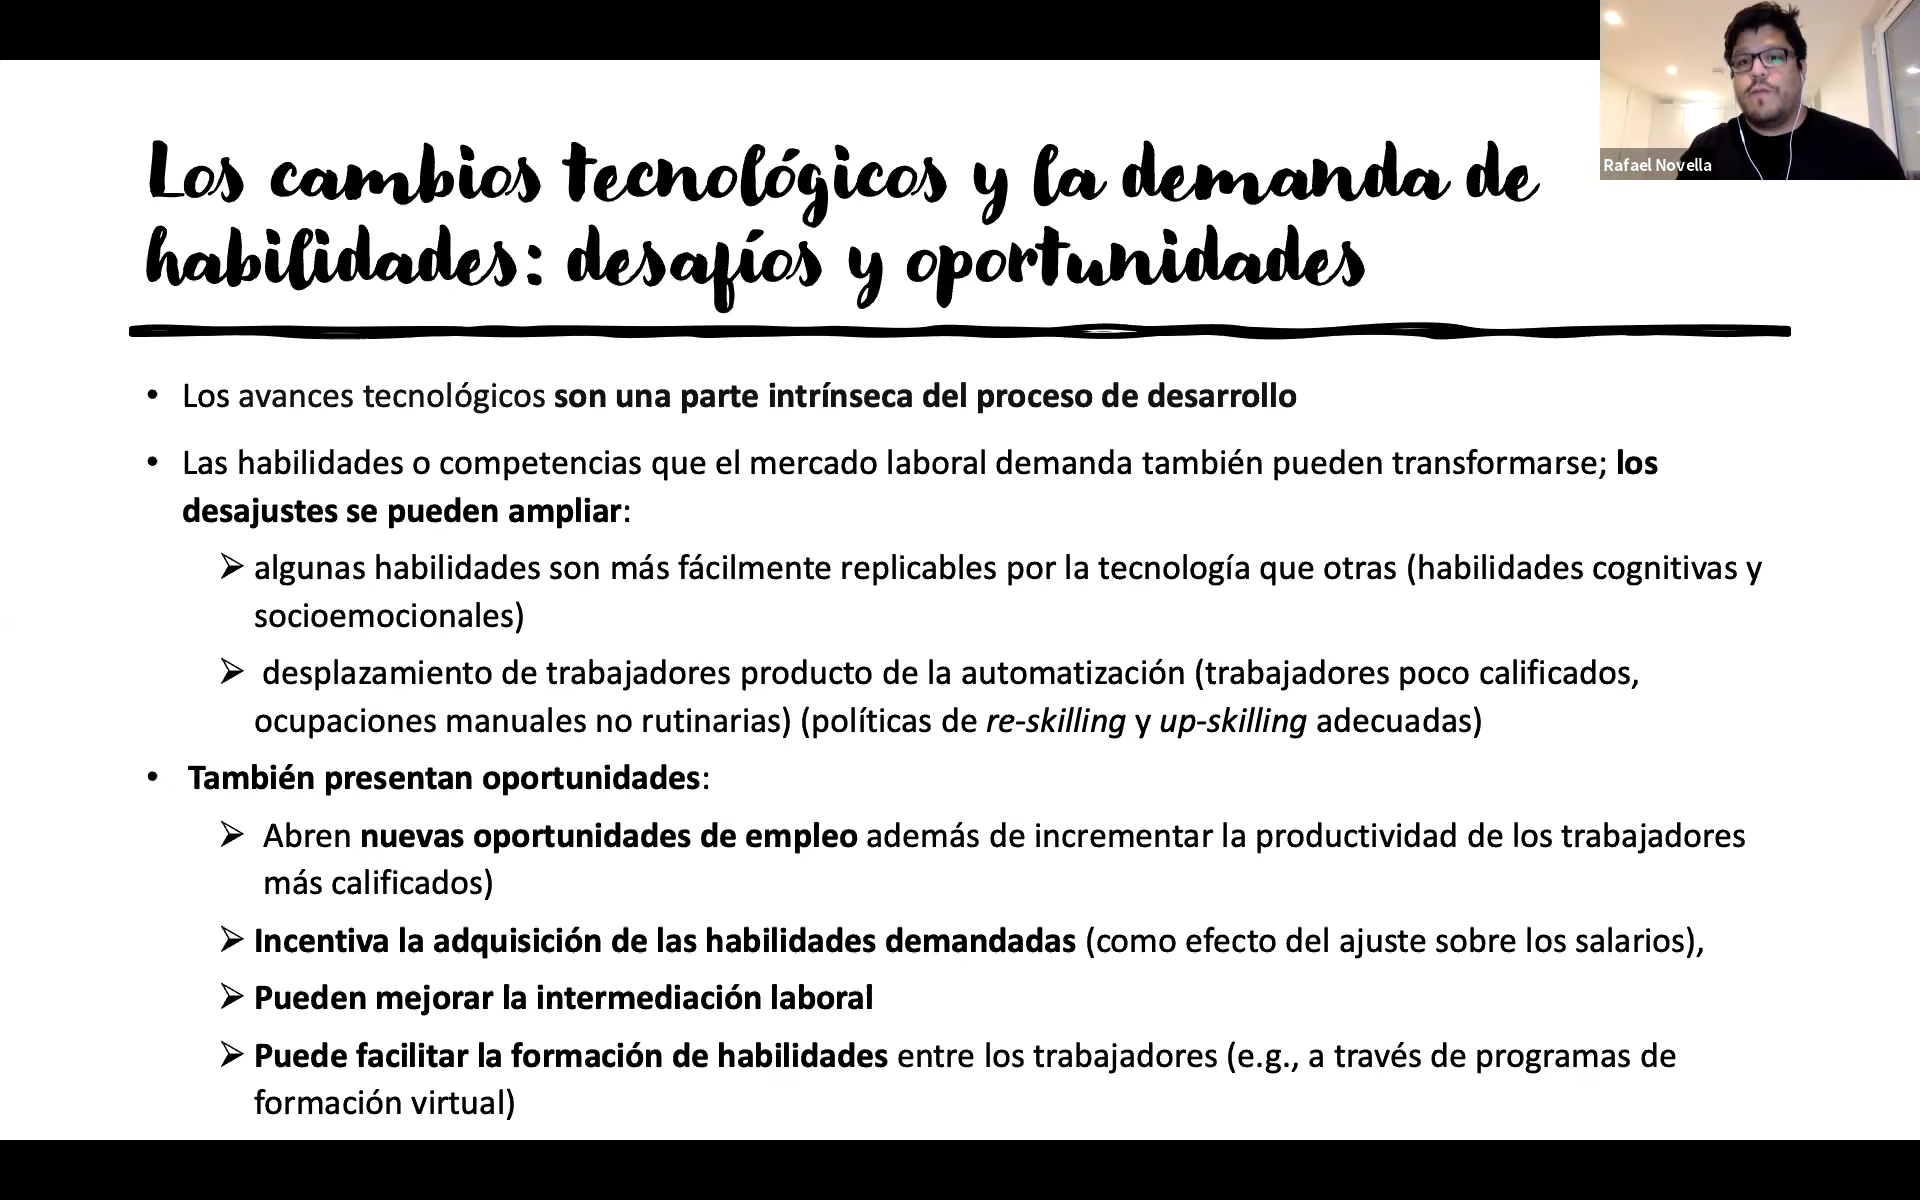 Rafael Novella
Los cambios tecnológicos y la demanda de
habilidades: desafíos y oportunidades
• Los avances tecnológicos son una parte intrínseca del proceso de desarrollo
• Las habilidades o competencias que el mercado laboral demanda también pueden transformarse; los
desajustes se pueden ampliar:
➢ algunas habilidades son más fácilmente replicables por la tecnología que otras (habilidades cognitivas y
socioemocionales)
➢ desplazamiento de trabajadores producto de la automatización (trabajadores poco calificados,
ocupaciones manuales no rutinarias) (políticas de re-skilling y up-skilling adecuadas)
• También presentan oportunidades:
➢ Abren nuevas oportunidades de empleo además de incrementar la productividad de los trabajadores
más calificados)
➢ Incentiva la adquisición de las habilidades demandadas (como efecto del ajuste sobre los salarios),
➢ Pueden mejorar la intermediación laboral
➢ Puede facilitar la formación de habilidades entre los trabajadores (e.g., a través de programas de
formación virtual)